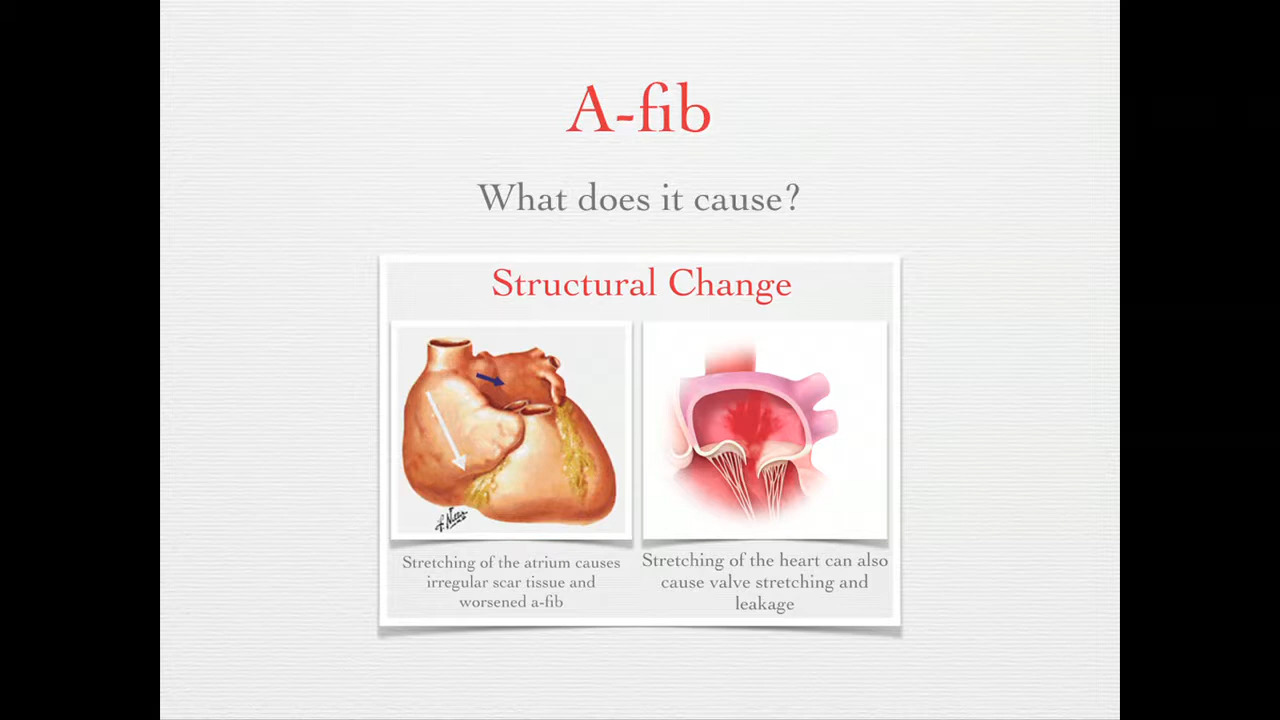 A-fib
What does it cause?
Structural Change
Stretching of the atrium causes
irregular scar tissue and
worsened a-fib
Stretching of the heart can also
cause valve stretching and
leakage